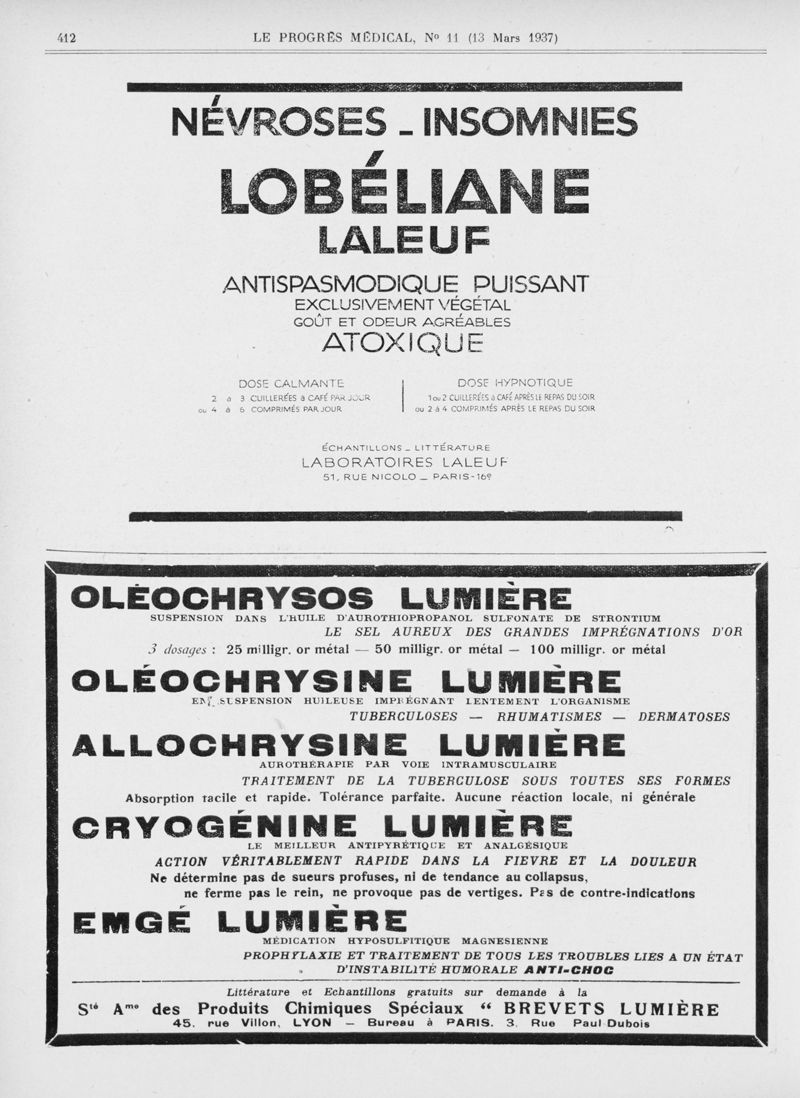 412
LE PROGRÈS MÉDICAL, No 11 (13 Mars 1937)
NÉVROSES - INSOMNIES
LOBÉLIANE
LALEUF
ANTISPASMODIQUE PUISSANT
EXCLUSIVEMENT VÉGÉTAL
GOÛT ET ODEUR AGRÉABLES
ATOXIQUE
DOSE CALMANTE
2 à 3 CUILLERÉES à CAFÉ PAR JOUR
ou 4 à 6 COMPRIMÉS PAR JOUR
DOSE HYPNOTIQUE
1 ou 2 CUILLERÉES à CAFÉ APRÈS LE REPAS DU SOIR
ou 2 à 4 COMPRIMÉS APRÈS LE REPAS DU SOIR
ÉCHANTILLONS - LITTÉRATURE
LABORATOIRES LALEUF
51, RUE NICOLO - PARIS-16e
OLÉOCHRYSOS LUMIÈRE
SUSPENSION DANS L'HUILE D'AUROTHIOPROPANOL SULFONATE DE STRONTIUM
LE SEL AUREUX DES GRANDES IMPRÉGNATIONS D'OR
3 dosages : 25 milligr. or métal — 50 milligr. or métal — 100 milligr. or métal
OLÉOCHRYSINE LUMIÈRE
EN SUSPENSION HUILEUSE IMPRÉGNANT LENTEMENT L'ORGANISME
TUBERCULOSES — RHUMATISMES — DERMATOSES
ALLOCHRYSINE LUMIÈRE
AUROTHÉRAPIE PAR VOIE INTRAMUSCULAIRE
TRAITEMENT DE LA TUBERCULOSE SOUS TOUTES SES FORMES
Absorption facile et rapide. Tolérance parfaite. Aucune réaction locale, ni générale
CRYOGÉNINE LUMIÈRE
LE MEILLEUR ANTIPYRÉTIQUE ET ANALGÉSIQUE
ACTION VÉRITABLEMENT RAPIDE DANS LA FIEVRE ET LA DOULEUR
Ne détermine pas de sueurs profuses, ni de tendance au collapsus,
ne ferme pas le rein, ne provoque pas de vertiges. Pas de contre-indications
EMGÉ LUMIÈRE
MÉDICATION HYPOSULFITIQUE MAGNESIENNE
PROPHYLAXIE ET TRAITEMENT DE TOUS LES TROUBLES LIES A UN ÉTAT
D'INSTABILITÉ HUMORALE ANTI-CHOC
Littérature et Echantillons gratuits sur demande à la
Sté Ame des Produits Chimiques Spéciaux “ BREVETS LUMIÈRE
45. rue Villon, LYON — Bureau à PARIS. 3. Rue Paul Dubois